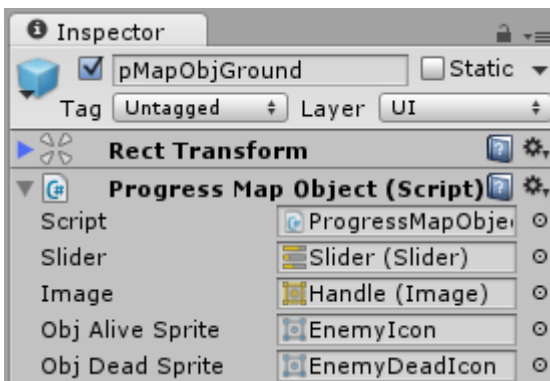 Inspector
pMapObjGround Static
Tag Untagged Layer UI
Rect Transform
Progress Map Object (Script)
Script ProgressMapObje
Slider Slider (Slider)
Image Handle (Image)
Obj Alive Sprite EnemyIcon
Obj Dead Sprite EnemyDeadIcon